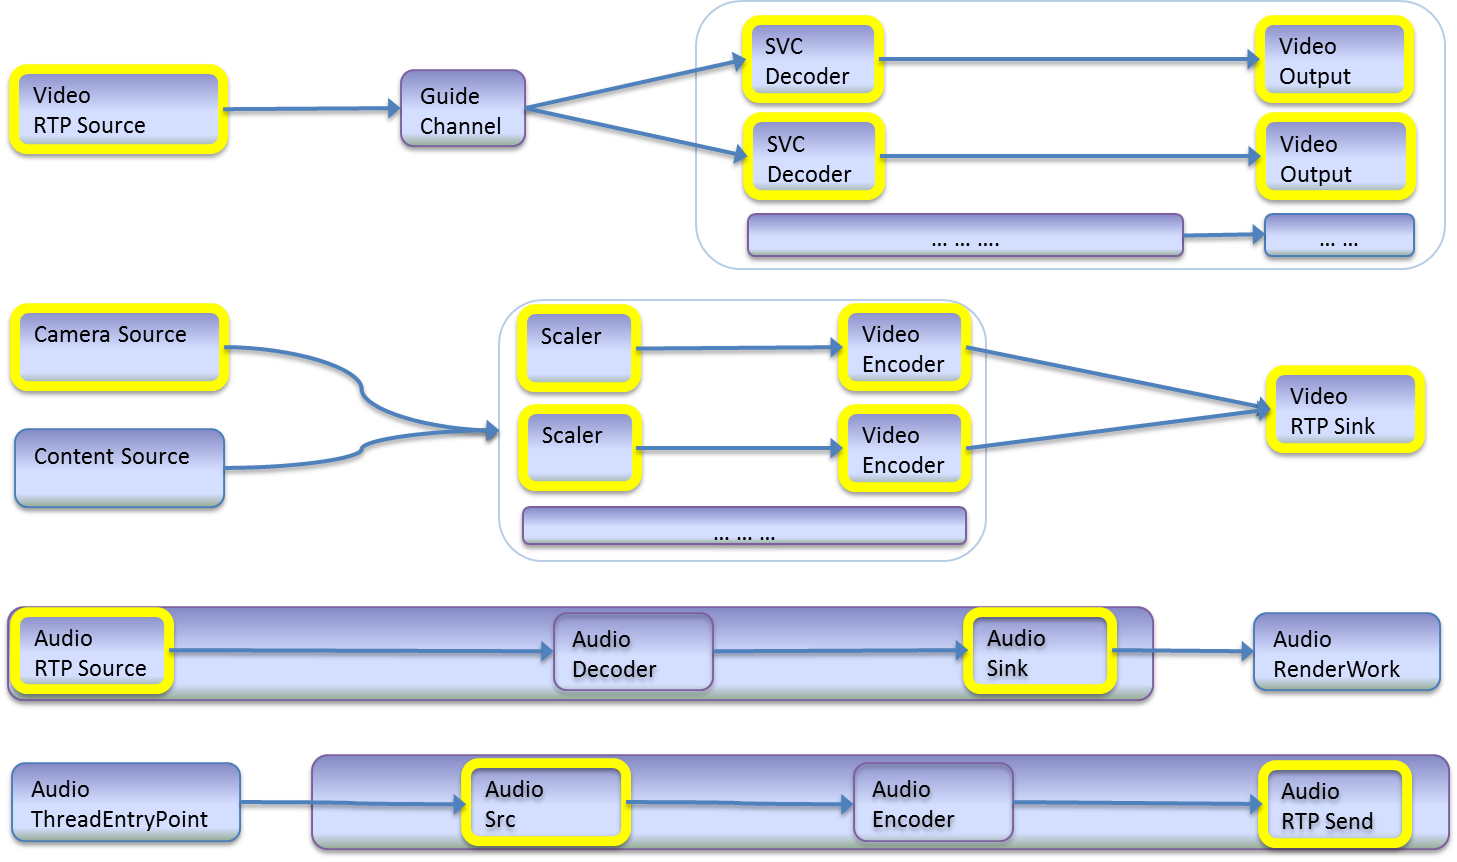 Video
RTP Source
Guide
Channel
SVC
Decoder
Video
Output
SVC
Decoder
Video
Output
... ... ....
... ...
Camera Source
Content Source
Scaler
Video
Encoder
Scaler
Video
Encoder
... ... ...
Video
RTP Sink
Audio
RTP Source
Audio
Decoder
Audio
Sink
Audio
RenderWork
Audio
ThreadEntryPoint
Audio
Src
Audio
Encoder
Audio
RTP Send